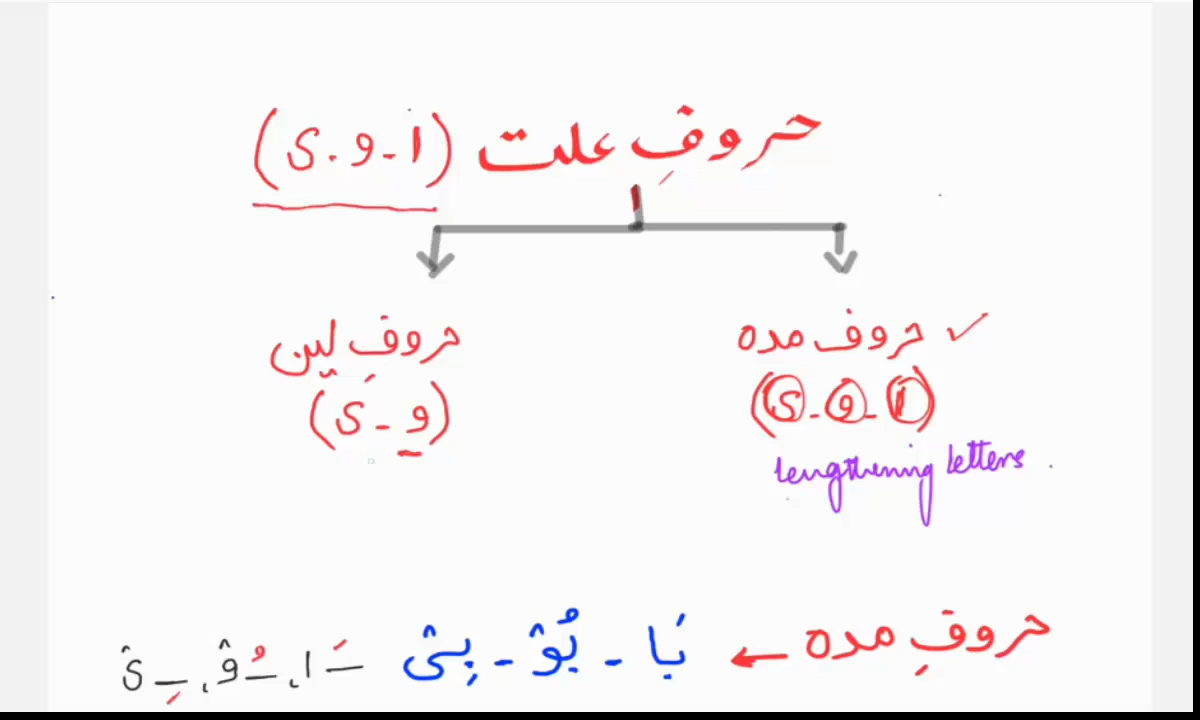 حروفِ علت (ا - و - ی)
حروف مدہ ✓
(ا - و - ی)
lengthening letters
حروفِ لین
(و - ی)
حروفِ مدہ ← بَا - بُوْ - بِیْ ـَ ا، ـُ وْ، ـِ یْ